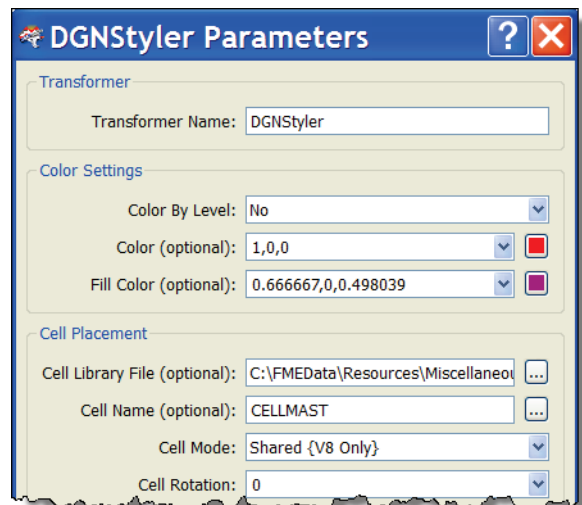 DGNStyler Parameters
Transformer
Transformer Name: DGNStyler
Color Settings
Color By Level: No
Color (optional): 1,0,0
Fill Color (optional): 0.666667,0,0.498039
Cell Placement
Cell Library File (optional): C:\FMEData\Resources\Miscellaneou ...
Cell Name (optional): CELLMAST ...
Cell Mode: Shared {V8 Only}
Cell Rotation: 0